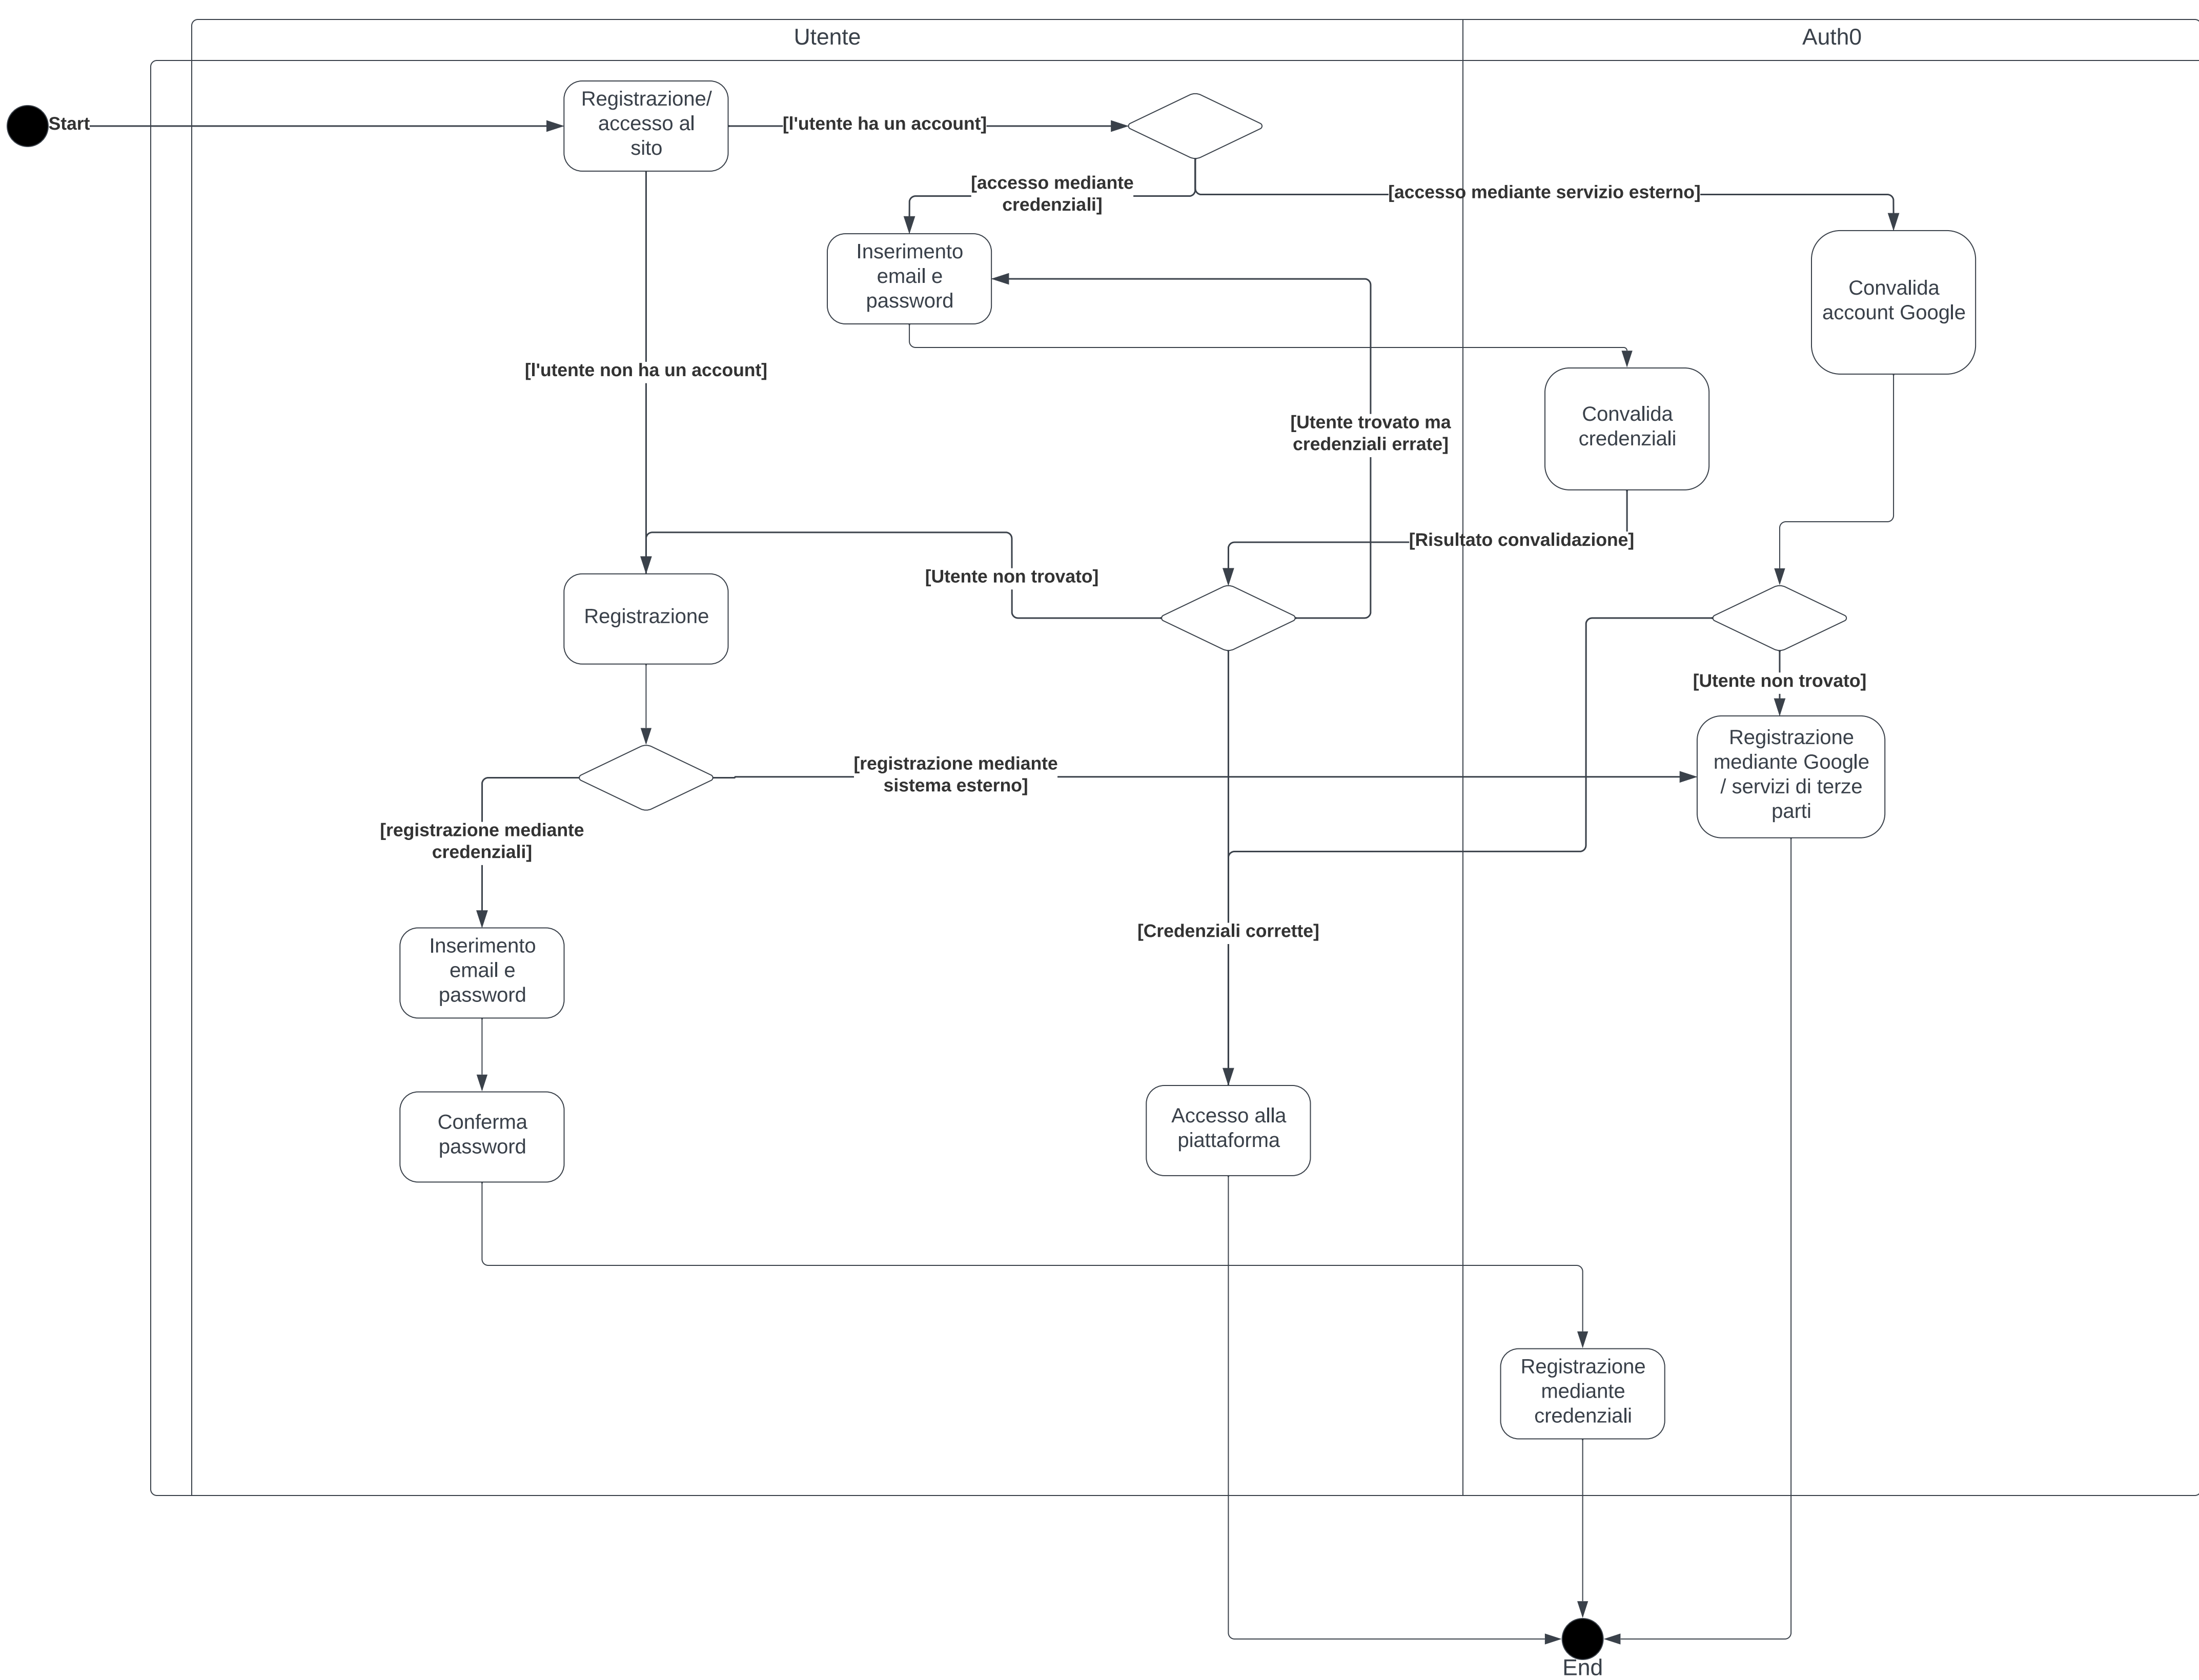 Utente
Auth0
Start
Registrazione/
accesso al
sito
[l'utente ha un account]
[accesso mediante
credenziali]
[accesso mediante servizio esterno]
Inserimento
email e
password
Convalida
account Google
[l'utente non ha un account]
Convalida
credenziali
[Utente trovato ma
credenziali errate]
[Risultato convalidazione]
[Utente non trovato]
Registrazione
[Utente non trovato]
Registrazione
mediante Google
/ servizi di terze
parti
[registrazione mediante
sistema esterno]
[registrazione mediante
credenziali]
[Credenziali corrette]
Inserimento
email e
password
Conferma
password
Accesso alla
piattaforma
Registrazione
mediante
credenziali
End